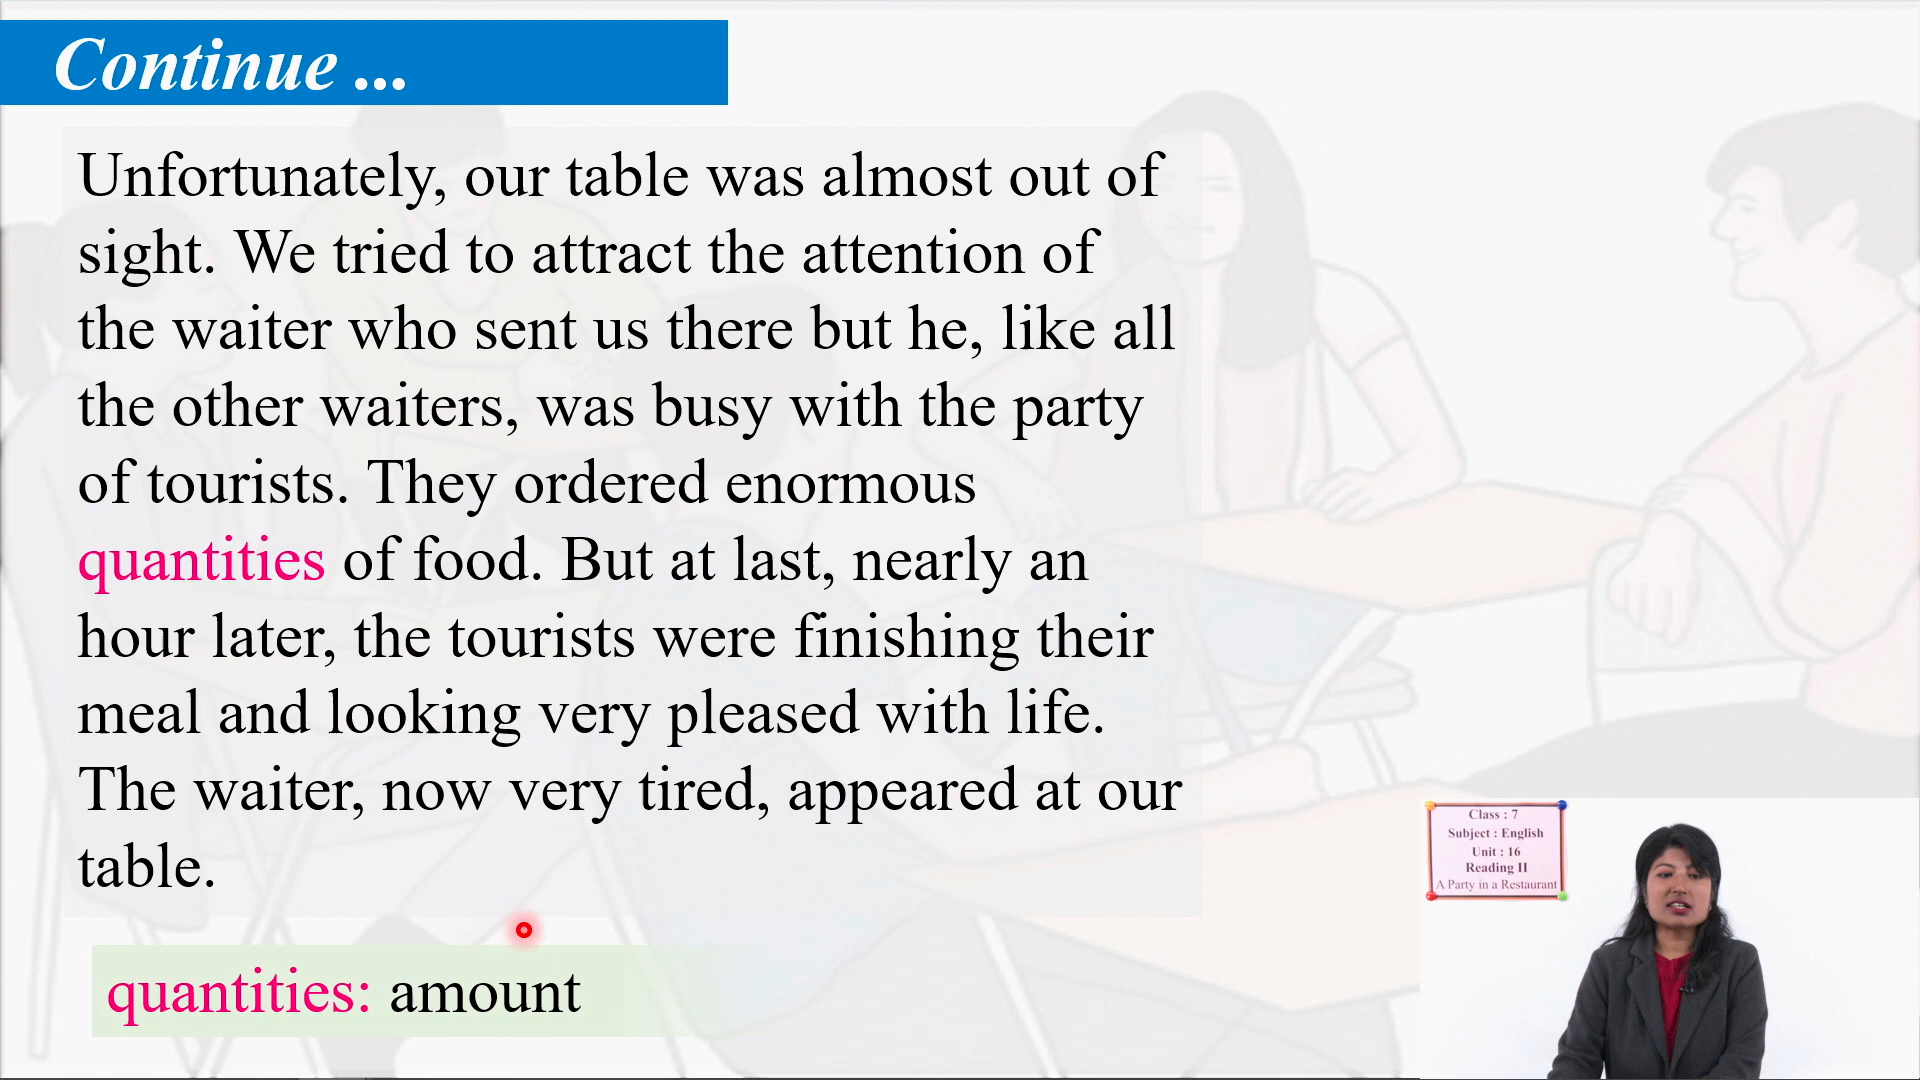 Continue ...
Unfortunately, our table was almost out of
sight. We tried to attract the attention of
the waiter who sent us there but he, like all
the other waiters, was busy with the party
of tourists. They ordered enormous
quantities of food. But at last, nearly an
hour later, the tourists were finishing their
meal and looking very pleased with life.
The waiter, now very tired, appeared at our
table.
quantities: amount
Class : 7
Subject : English
Unit : 16
Reading II
A Party in a Restaurant